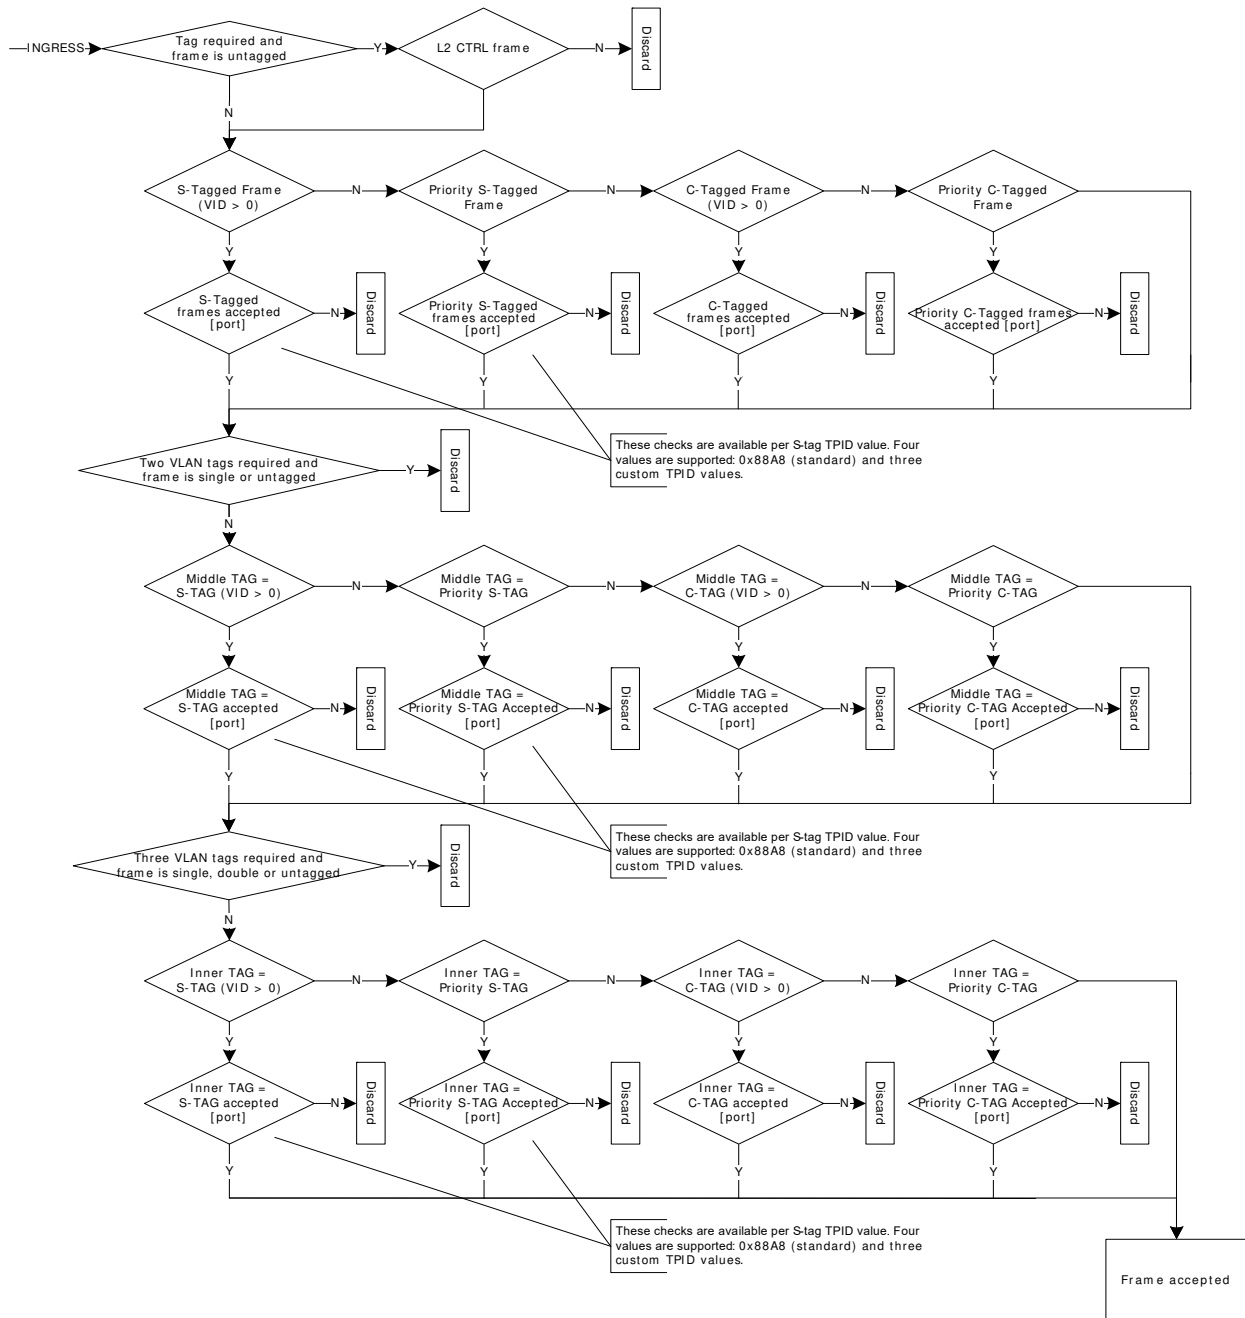 INGRESS
Tag required and
frame is untagged
Y
L2 CTRL frame
N
Discard
N
S-Tagged Frame
(VID > 0)
N
Priority S-Tagged
Frame
N
C-Tagged Frame
(VID > 0)
N
Priority C-Tagged
Frame
Y
Y
Y
Y
S-Tagged
frames accepted
[port]
N
Discard
Priority S-Tagged
frames accepted
[port]
N
Discard
C-Tagged
frames accepted
[port]
N
Discard
Priority C-Tagged frames
accepted [port]
N
Discard
Y
Y
Y
Y
These checks are available per S-tag TPID value. Four
values are supported: 0x88A8 (standard) and three
custom TPID values.
Two VLAN tags required and
frame is single or untagged
Y
Discard
N
Middle TAG =
S-TAG (VID > 0)
N
Middle TAG =
Priority S-TAG
N
Middle TAG =
C-TAG (VID > 0)
N
Middle TAG =
Priority C-TAG
Y
Y
Y
Y
Middle TAG =
S-TAG accepted
[port]
N
Discard
Middle TAG =
Priority S-TAG Accepted
[port]
N
Discard
Middle TAG =
C-TAG accepted
[port]
N
Discard
Middle TAG =
Priority C-TAG Accepted
[port]
N
Discard
Y
Y
Y
Y
These checks are available per S-tag TPID value. Four
values are supported: 0x88A8 (standard) and three
custom TPID values.
Three VLAN tags required and
frame is single, double or untagged
Y
Discard
N
Inner TAG =
S-TAG (VID > 0)
N
Inner TAG =
Priority S-TAG
N
Inner TAG =
C-TAG (VID > 0)
N
Inner TAG =
Priority C-TAG
Y
Y
Y
Y
Inner TAG =
S-TAG accepted
[port]
N
Discard
Inner TAG =
Priority S-TAG Accepted
[port]
N
Discard
Inner TAG =
C-TAG accepted
[port]
N
Discard
Inner TAG =
Priority C-TAG Accepted
[port]
N
Discard
Y
Y
Y
Y
These checks are available per S-tag TPID value. Four
values are supported: 0x88A8 (standard) and three
custom TPID values.
Frame accepted